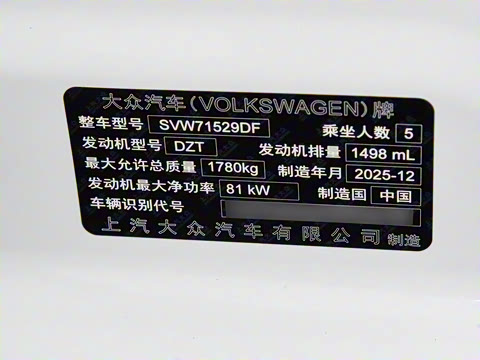 大众汽车(VOLKSWAGEN)牌
整车型号 SVW71529DF 乘坐人数 5
发动机型号 DZT 发动机排量 1498 mL
最大允许总质量 1780kg 制造年月 2025-12
发动机最大净功率 81 kW 制造国 中国
车辆识别代号
上汽大众汽车有限公司 制造